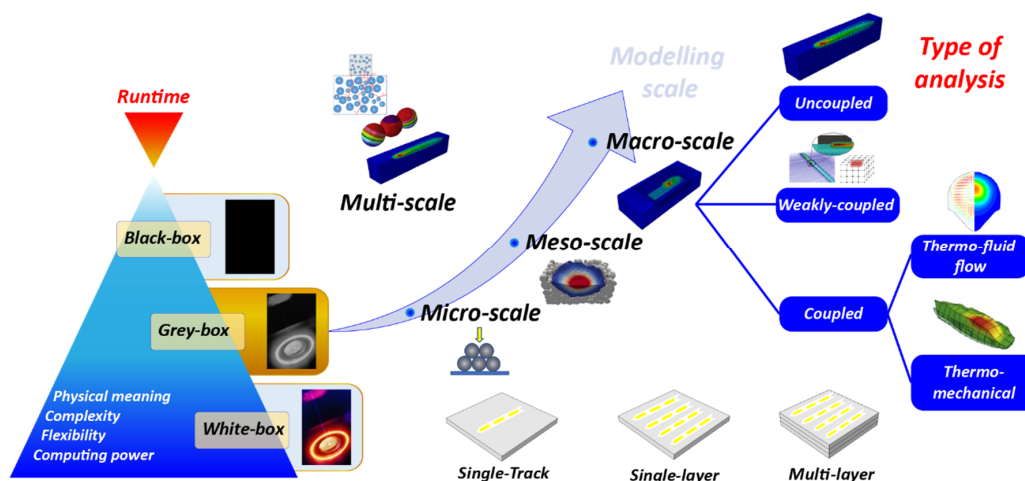 Runtime
Black-box
Grey-box
White-box
Physical meaning
Complexity
Flexibility
Computing power
Multi-scale
Micro-scale
Meso-scale
Macro-scale
Modelling
scale
Type of
analysis
Uncoupled
Weakly-coupled
Coupled
Thermo-fluid
flow
Thermo-
mechanical
Single-Track
Single-layer
Multi-layer